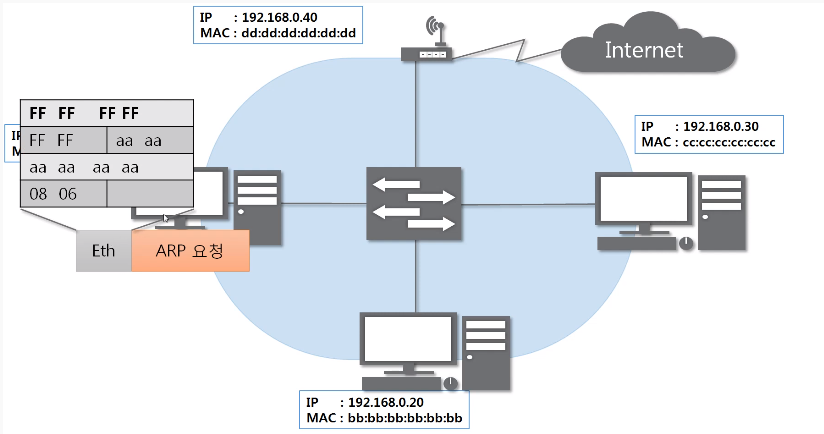 IP : 192.168.0.40
MAC : dd:dd:dd:dd:dd:dd
Internet
FF FF FF FF
FF FF aa aa
aa aa aa aa
08 06
IP : 192.168.0.30
MAC : cc:cc:cc:cc:cc:cc
Eth ARP 요청
IP : 192.168.0.20
MAC : bb:bb:bb:bb:bb:bb